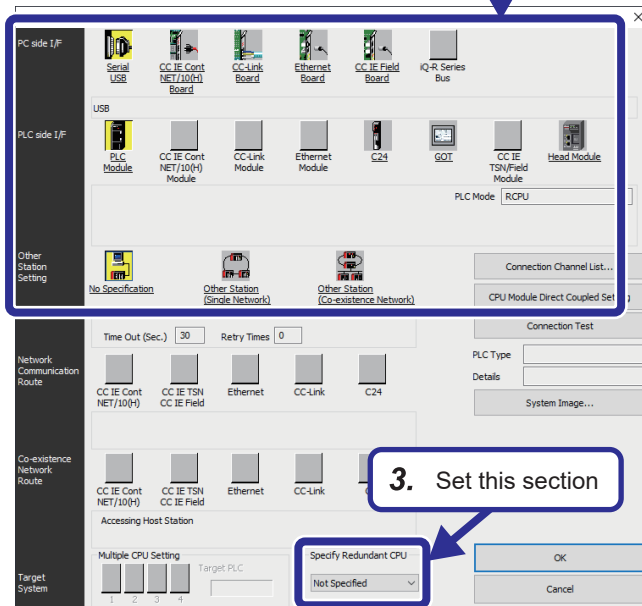 PC side I/F
Serial
USB
CC IE Cont
NET/10(H)
Board
CC-Link
Board
Ethernet
Board
CC IE Field
Board
iQ-R Series
Bus
USB
PLC side I/F
PLC
Module
CC IE Cont
NET/10(H)
Module
CC-Link
Module
Ethernet
Module
C24
GOT
CC IE
TSN/Field
Module
Head Module
PLC Mode RCPU
Other
Station
Setting
No Specification
Other Station
(Single Network)
Other Station
(Co-existence Network)
Connection Channel List...
CPU Module Direct Coupled Setting
Time Out (Sec.) 30 Retry Times 0
Connection Test
PLC Type
Details
System Image...
Network
Communication
Route
CC IE Cont
NET/10(H)
CC IE TSN
CC IE Field
Ethernet
CC-Link
C24
Co-existence
Network
Route
CC IE Cont
NET/10(H)
CC IE TSN
CC IE Field
Ethernet
CC-Link
3. Set this section
Accessing Host Station
Multiple CPU Setting
Target PLC
1 2 3 4
Specify Redundant CPU
Not Specified
Target
System
OK
Cancel